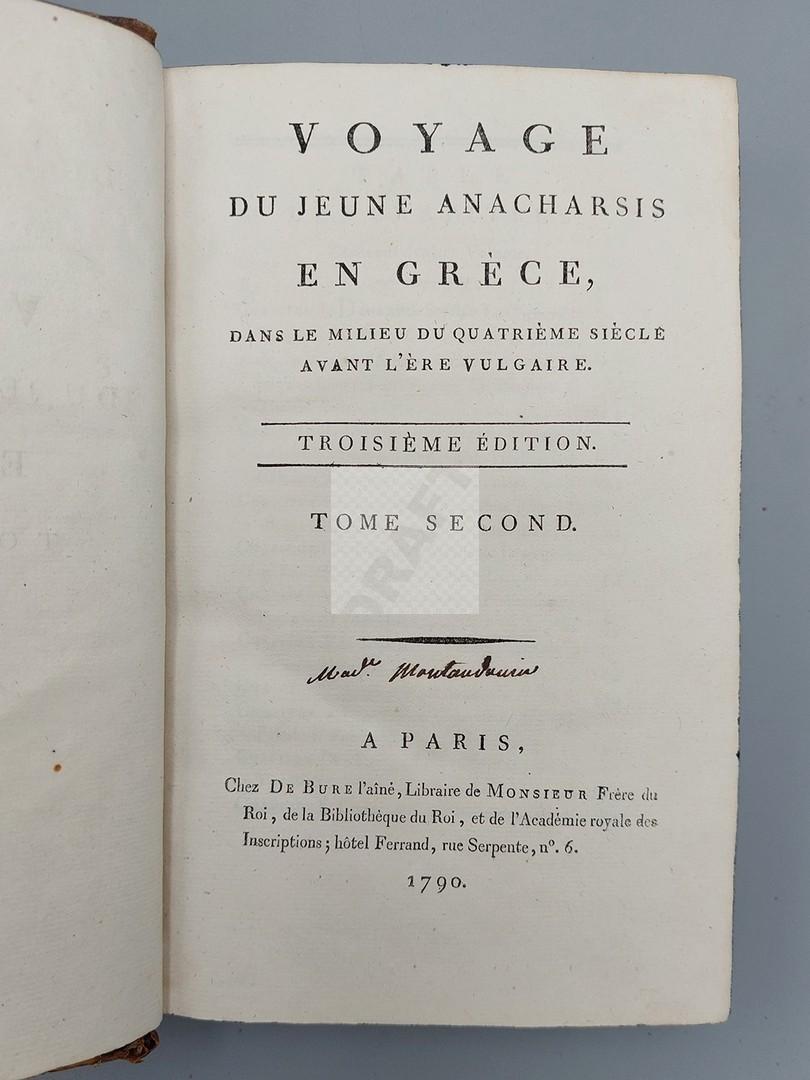 VOYAGE
DU JEUNE ANACHARSIS
EN GRÈCE,
DANS LE MILIEU DU QUATRIÈME SIÈCLE
AVANT L'ÈRE VULGAIRE.
TROISIÈME ÉDITION.
TOME SECOND.
DRAFT
Mad.e
A PARIS,
Chez DE BURE l'aîné, Libraire de MONSIEUR Frère du
Roi, de la Bibliothèque du Roi, et de l'Académie royale des
Inscriptions; hôtel Ferrand, rue Serpente, nº. 6.
1790.